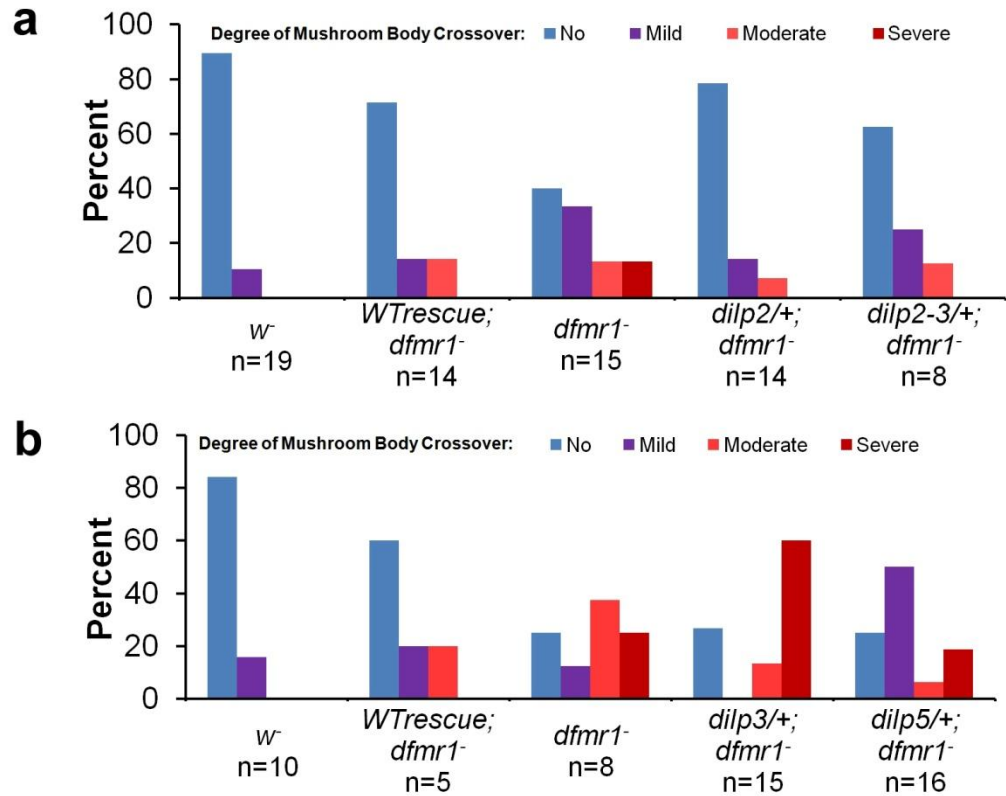 a
Degree of Mushroom Body Crossover: No Mild Moderate Severe
Percent
100
80
60
40
20
0
w-
n=19
WTrescue;
dfmr1-
n=14
dfmr1-
n=15
dilp2/+;
dfmr1-
n=14
dilp2-3/+;
dfmr1-
n=8
b
Degree of Mushroom Body Crossover: No Mild Moderate Severe
Percent
100
80
60
40
20
0
w-
n=10
WTrescue;
dfmr1-
n=5
dfmr1-
n=8
dilp3/+;
dfmr1-
n=15
dilp5/+;
dfmr1-
n=16